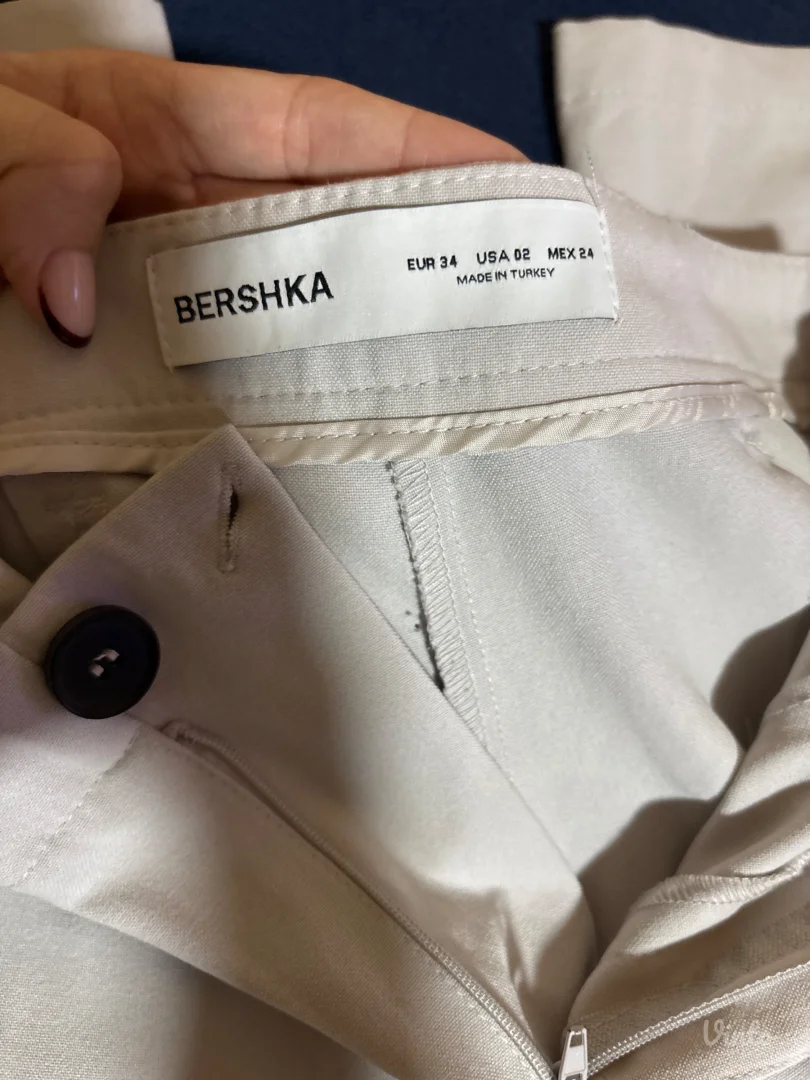 BERSHKA
EUR 34 USA 02 MEX 24
MADE IN TURKEY